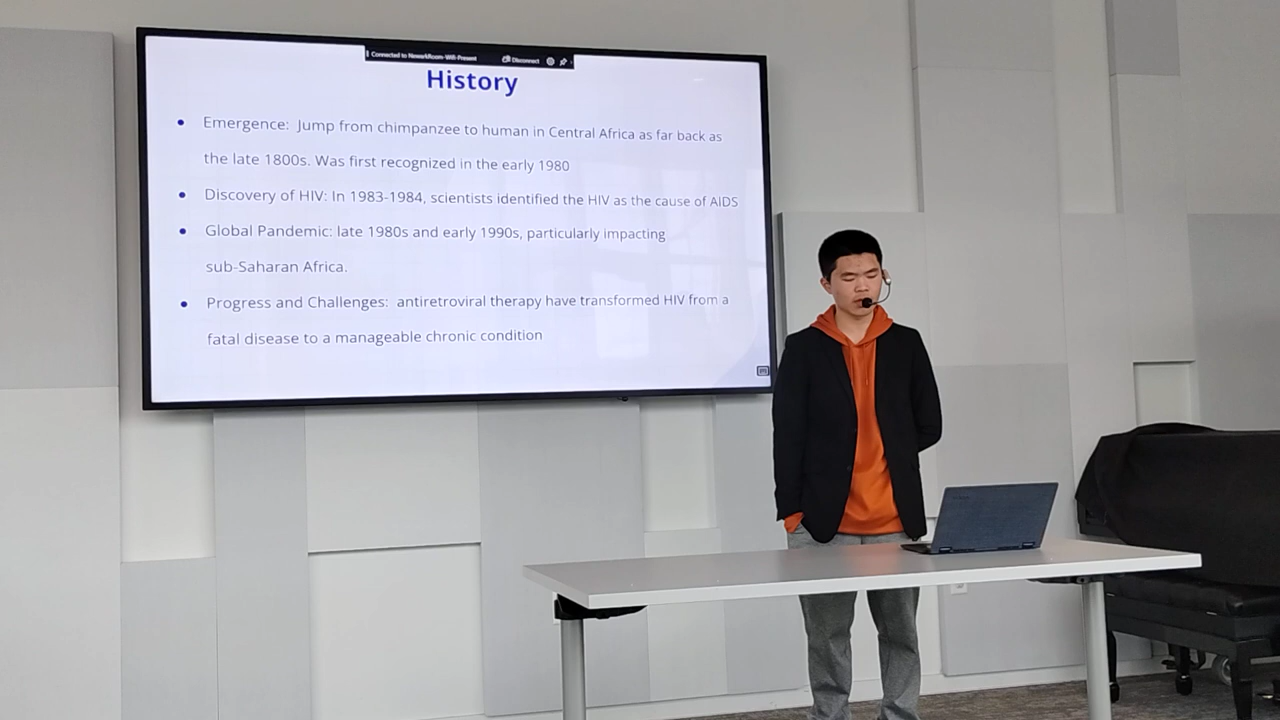 Connected to NewarkRoom-Wifi-Present Disconnect
History
• Emergence:  Jump from chimpanzee to human in Central Africa as far back as
the late 1800s. Was first recognized in the early 1980
• Discovery of HIV: In 1983-1984, scientists identified the HIV as the cause of AIDS
• Global Pandemic: late 1980s and early 1990s, particularly impacting
sub-Saharan Africa.
• Progress and Challenges:  antiretroviral therapy have transformed HIV from a
fatal disease to a manageable chronic condition